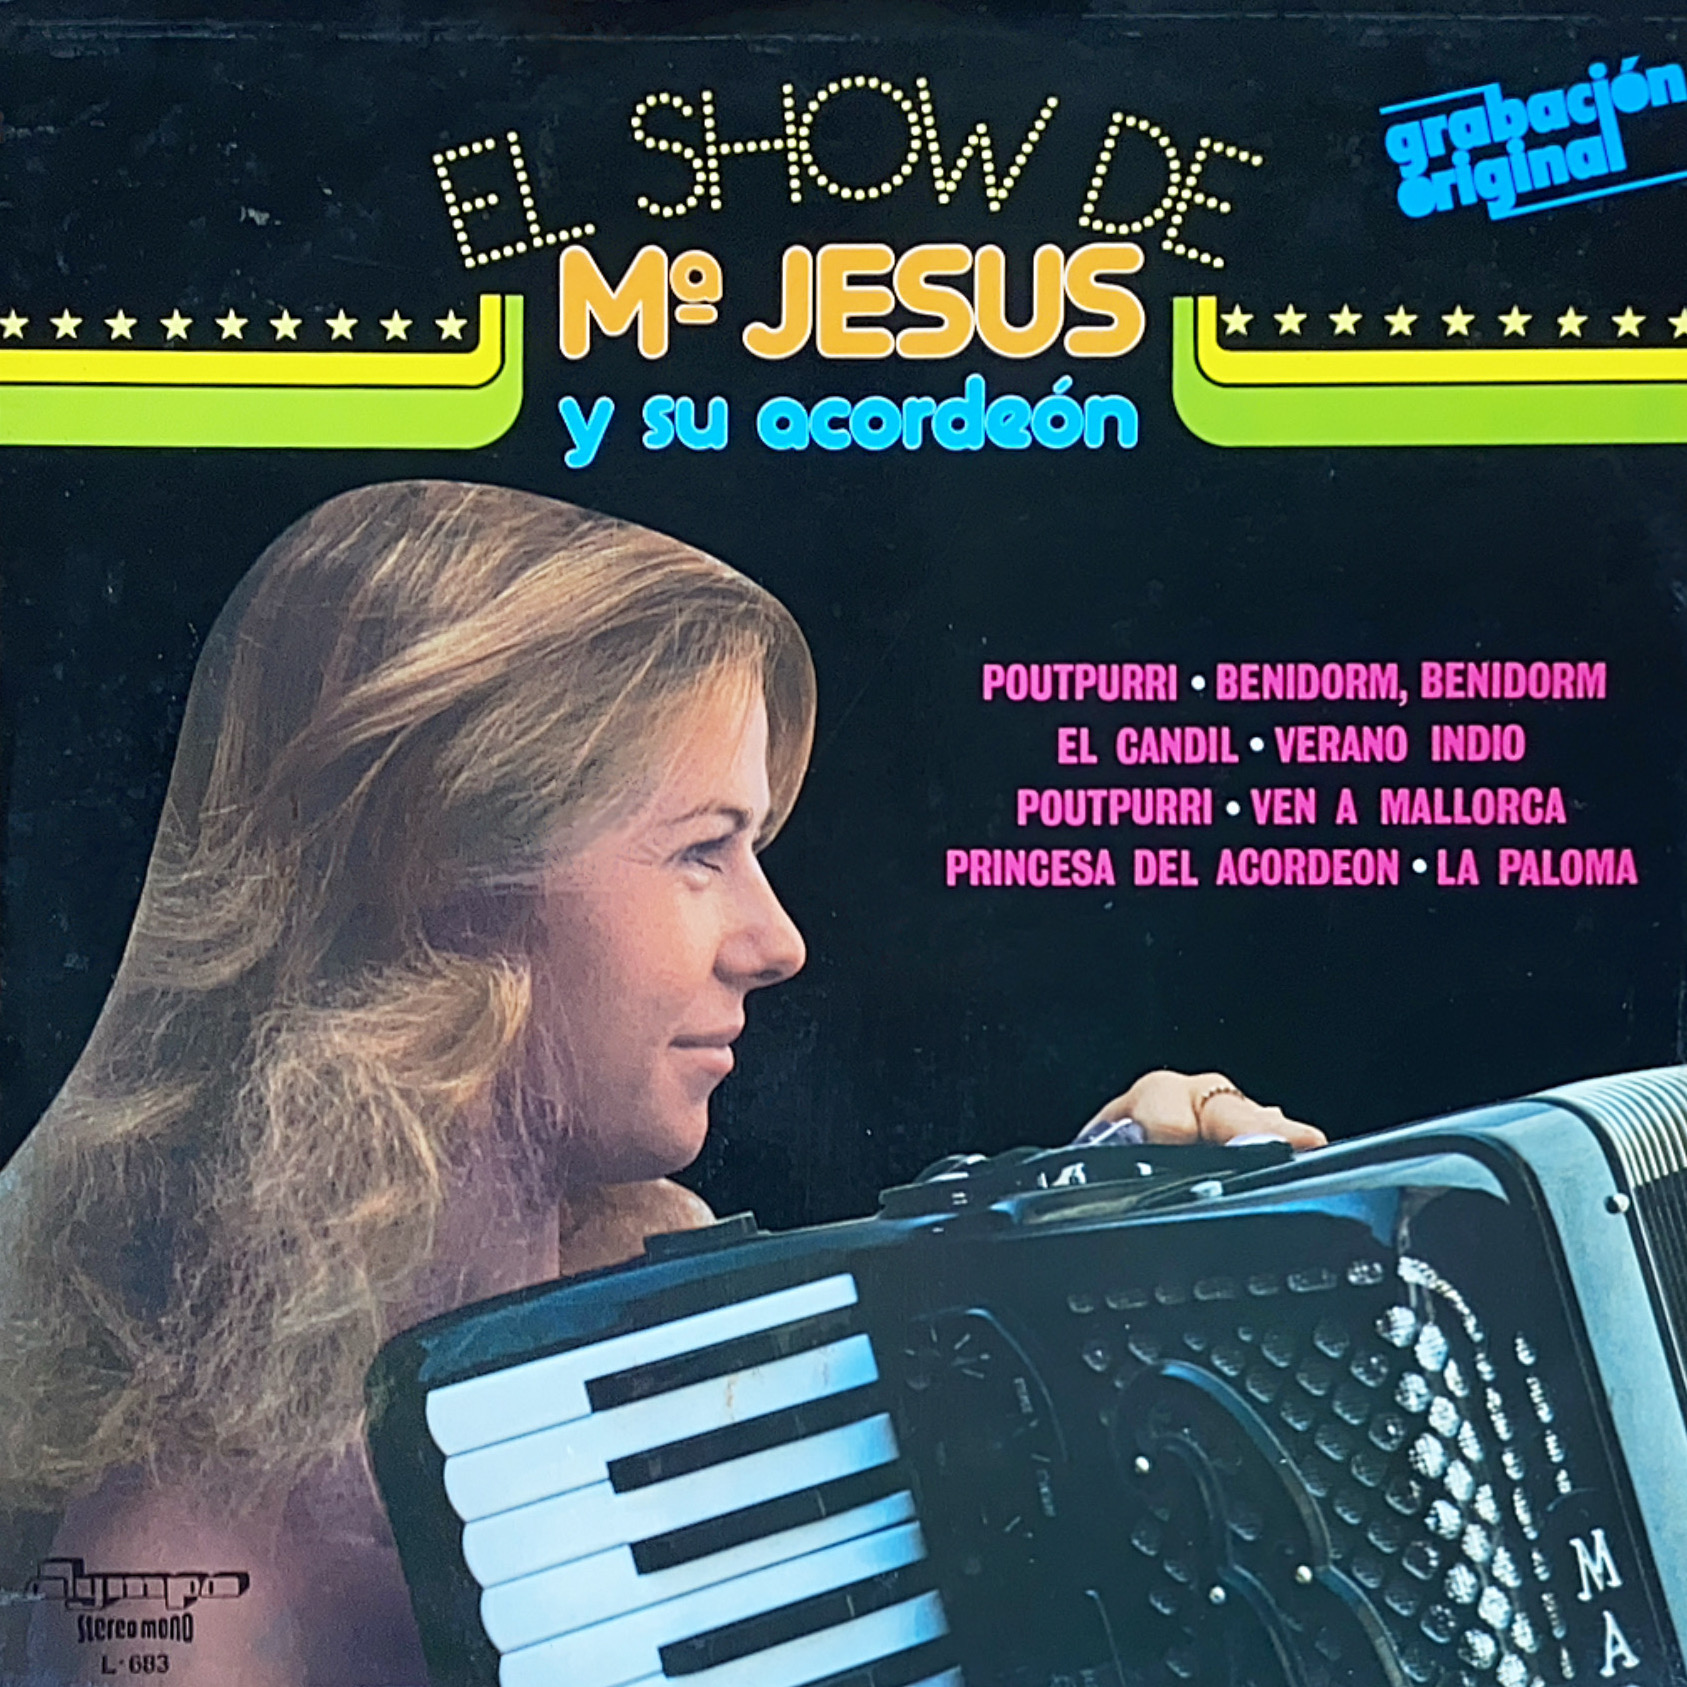 EL SHOW DE
Mª JESUS
y su acordeón
grabación
original
POUTPURRI • BENIDORM, BENIDORM
EL CANDIL • VERANO INDIO
POUTPURRI • VEN A MALLORCA
PRINCESA DEL ACORDEON • LA PALOMA
olympo
stereo mono
L-683
M
A